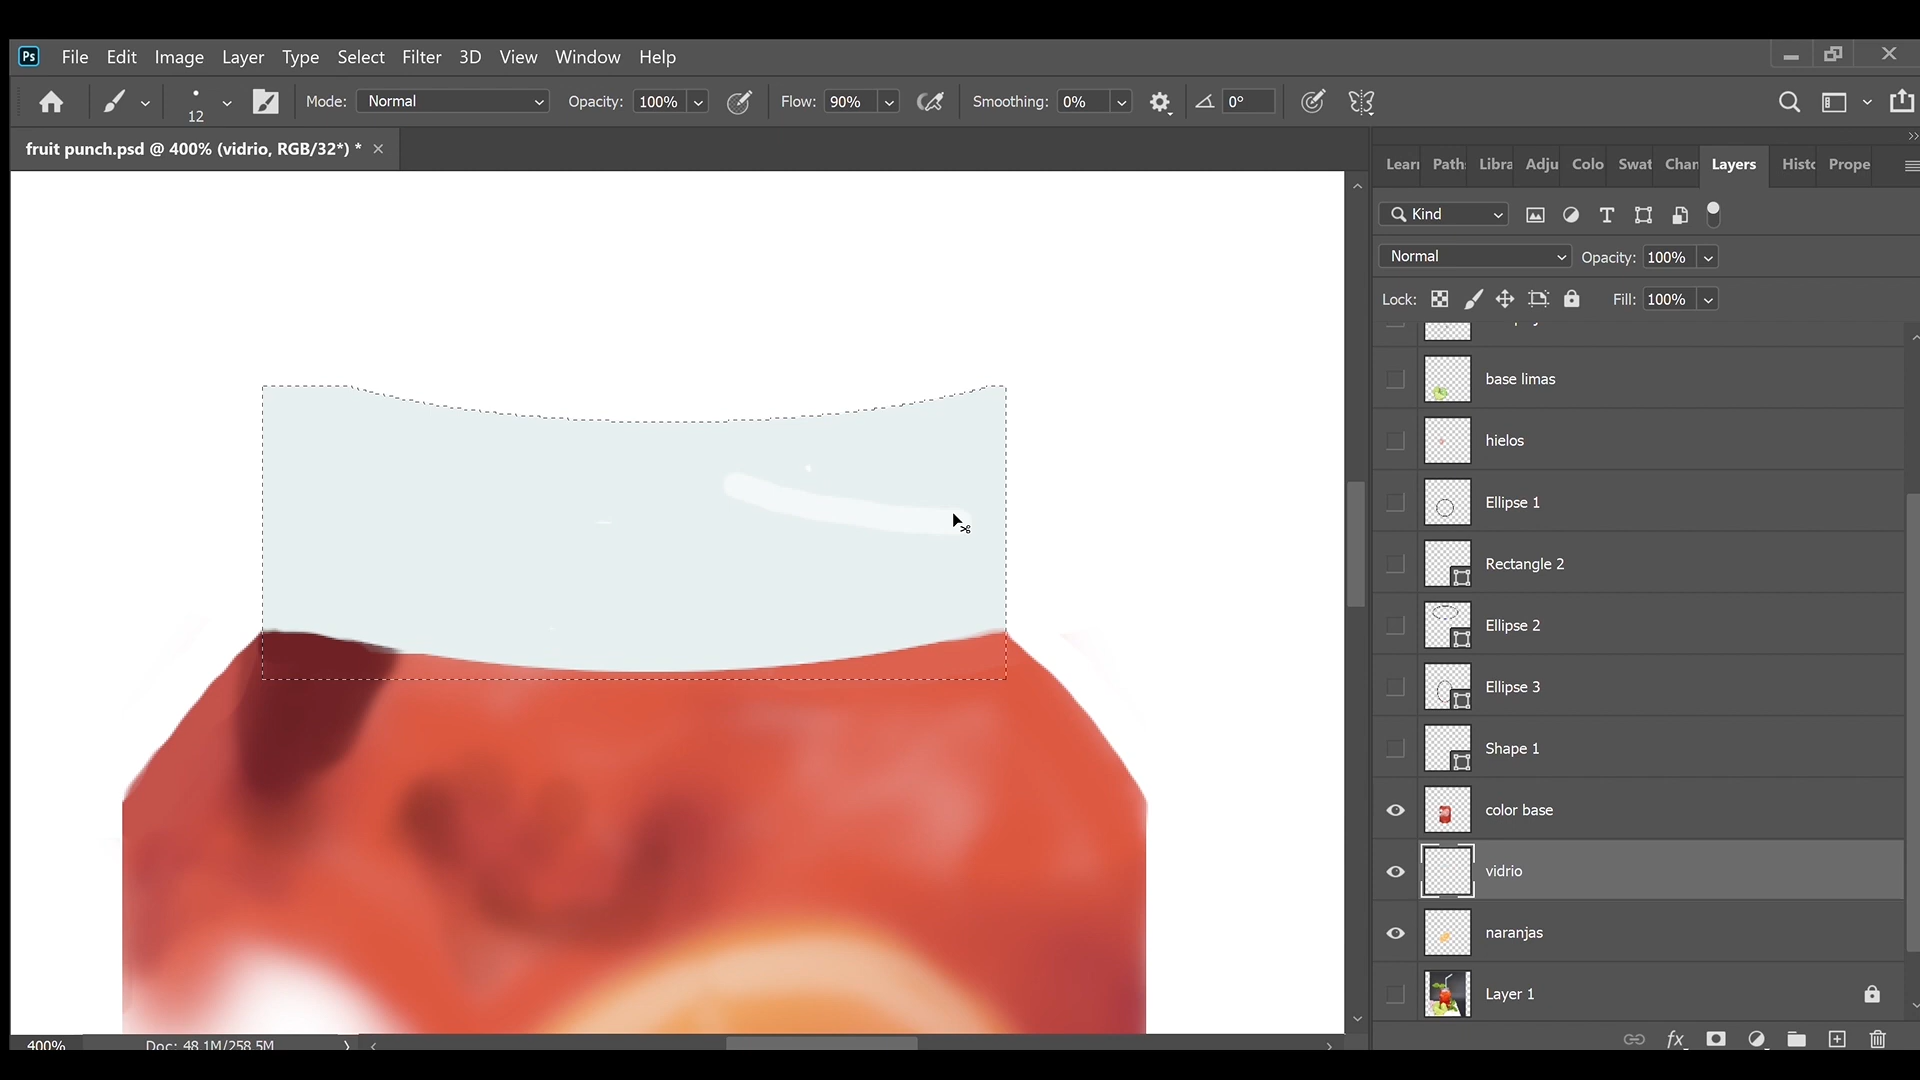 Ps File Edit Image Layer Type Select Filter 3D View Window Help
12 Mode: Normal Opacity: 100% Flow: 90% Smoothing: 0% 0°
fruit punch.psd @ 400% (vidrio, RGB/32*) *
Learn Paths Libra Adju Colo Swat Chan Layers Histo Prope
Kind
Normal Opacity: 100%
Lock: Fill: 100%
base limas
hielos
Ellipse 1
Rectangle 2
Ellipse 2
Ellipse 3
Shape 1
color base
vidrio
naranjas
Layer 1
fx
400% Doc: 48.1M/258.5M